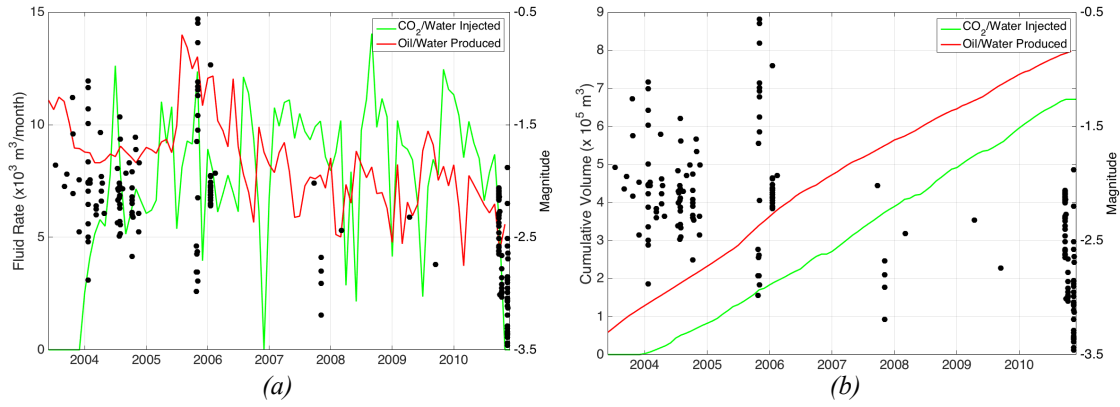 15
10
5
0
Fluid Rate (x10³ m³/month)
CO₂/Water Injected
Oil/Water Produced
-0.5
-1.5
-2.5
-3.5
Magnitude
2004 2005 2006 2007 2008 2009 2010
(a)
9
8
7
6
5
4
3
2
1
0
Cumulative Volume (x 10⁵ m³)
CO₂/Water Injected
Oil/Water Produced
-0.5
-1.5
-2.5
-3.5
Magnitude
2004 2005 2006 2007 2008 2009 2010
(b)